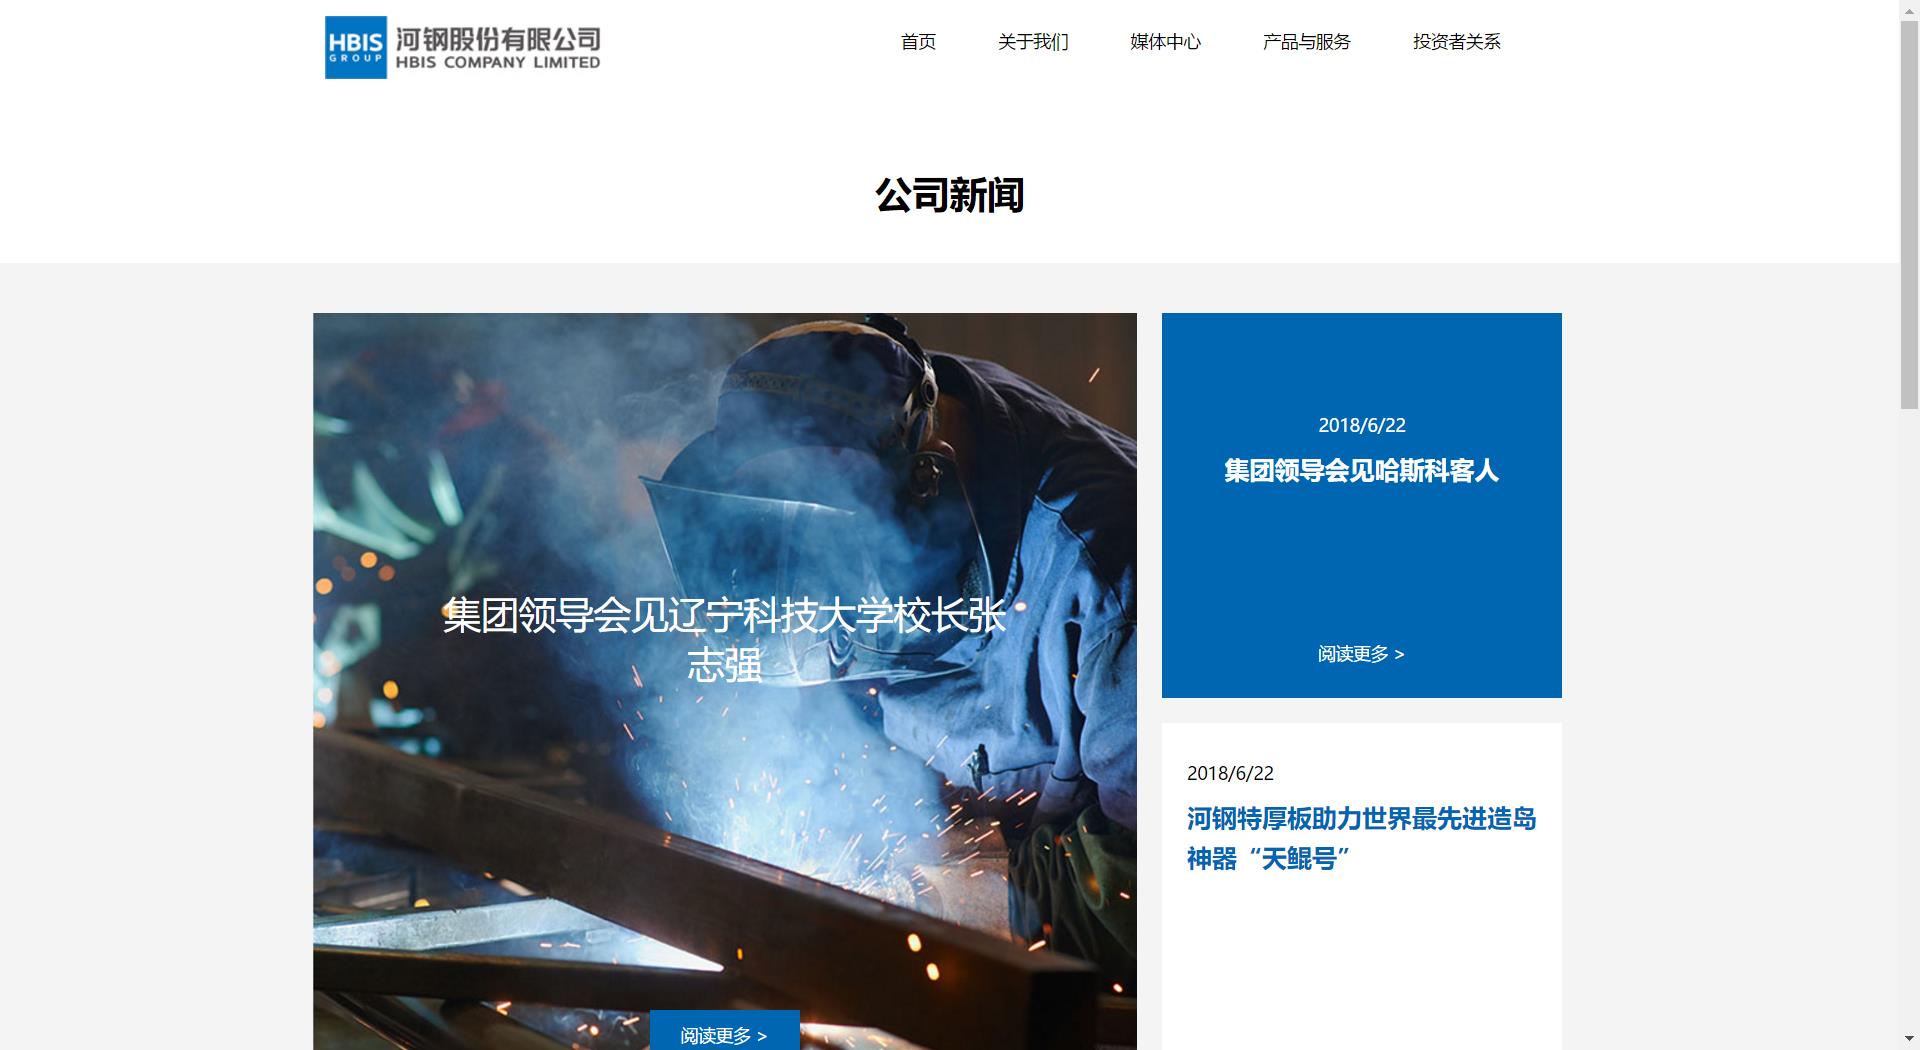 HBIS
GROUP
河钢股份有限公司
HBIS COMPANY LIMITED
首页
关于我们
媒体中心
产品与服务
投资者关系
公司新闻
集团领导会见辽宁科技大学校长张
志强
阅读更多 >
2018/6/22
集团领导会见哈斯科客人
阅读更多 >
2018/6/22
河钢特厚板助力世界最先进造岛
神器“天鲲号”